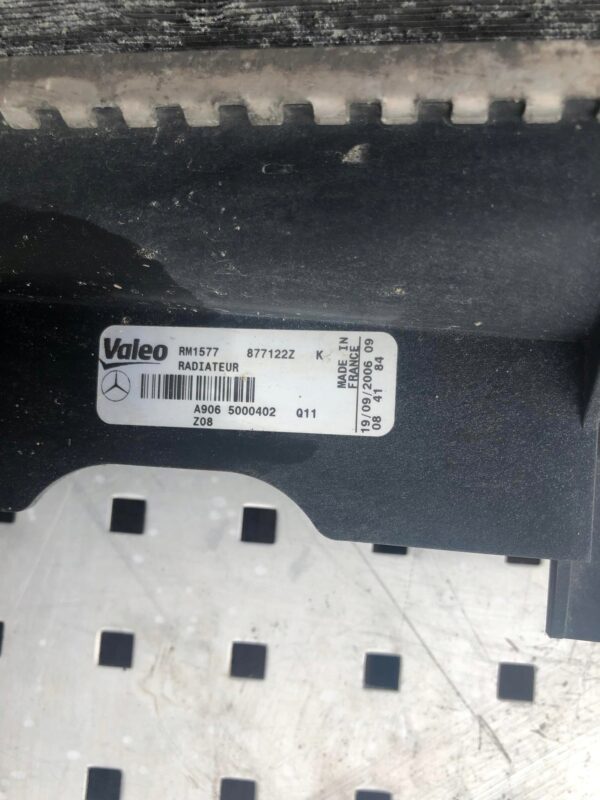 Valeo RM1577 877122Z K
RADIATEUR
A906 5000402 Q11
Z08
MADE IN
FRANCE
19/09/2006 09
08 41 84